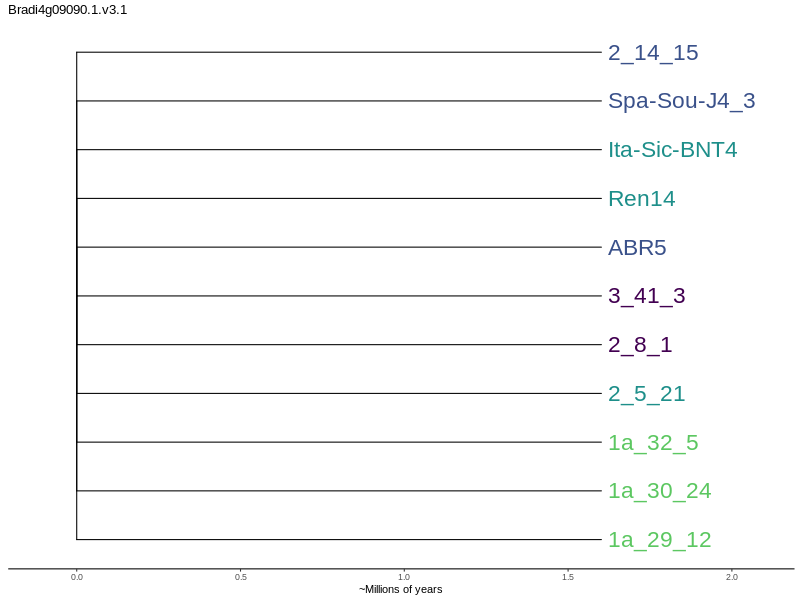 Bradi4g09090.1.v3.1
2_14_15
Spa-Sou-J4_3
Ita-Sic-BNT4
Ren14
ABR5
3_41_3
2_8_1
2_5_21
1a_32_5
1a_30_24
1a_29_12
0.0 0.5 1.0 1.5 2.0
~Millions of years